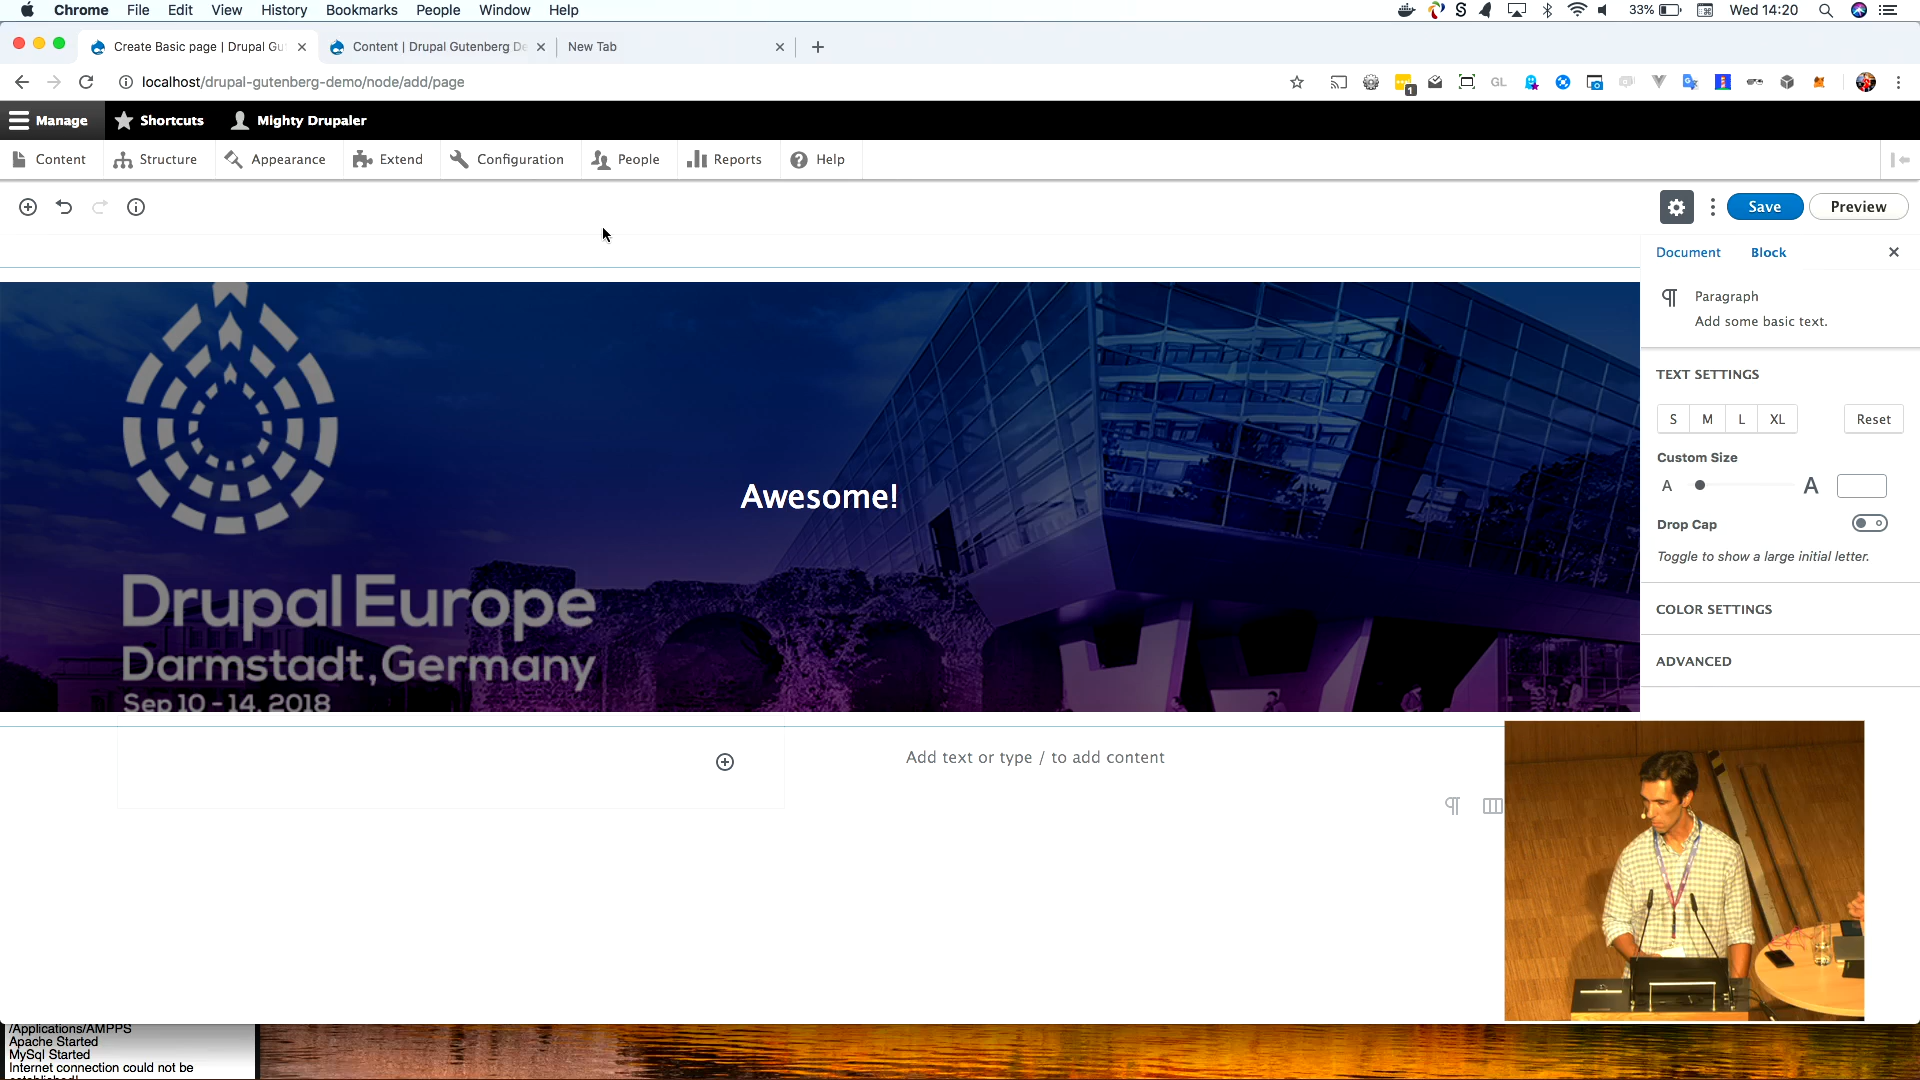 Chrome File Edit View History Bookmarks People Window Help 33% Wed 14:20
Create Basic page | Drupal Gu Content | Drupal Gutenberg De New Tab
localhost/drupal-gutenberg-demo/node/add/page GL 1
Manage Shortcuts Mighty Drupaler
Content Structure Appearance Extend Configuration People Reports Help
Save Preview
Document Block
Paragraph
Add some basic text.
TEXT SETTINGS
S M L XL Reset
Custom Size
A A
Drop Cap
Toggle to show a large initial letter.
COLOR SETTINGS
ADVANCED
Awesome!
Drupal Europe
Darmstadt, Germany
Sep 10 - 14, 2018
Add text or type / to add content
/Applications/AMPPS
Apache Started
MySql Started
Internet connection could not be